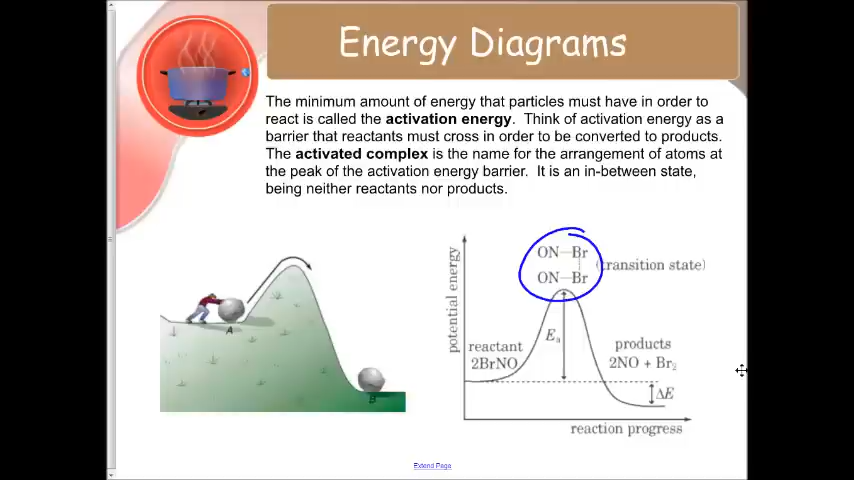 Energy Diagrams
The minimum amount of energy that particles must have in order to
react is called the activation energy.  Think of activation energy as a
barrier that reactants must cross in order to be converted to products.
The activated complex is the name for the arrangement of atoms at
the peak of the activation energy barrier.  It is an in-between state,
being neither reactants nor products.
A
B
potential energy
ON—Br
ON—Br
(transition state)
Ea
reactant
2BrNO
products
2NO + Br2
ΔE
reaction progress
Extend Page